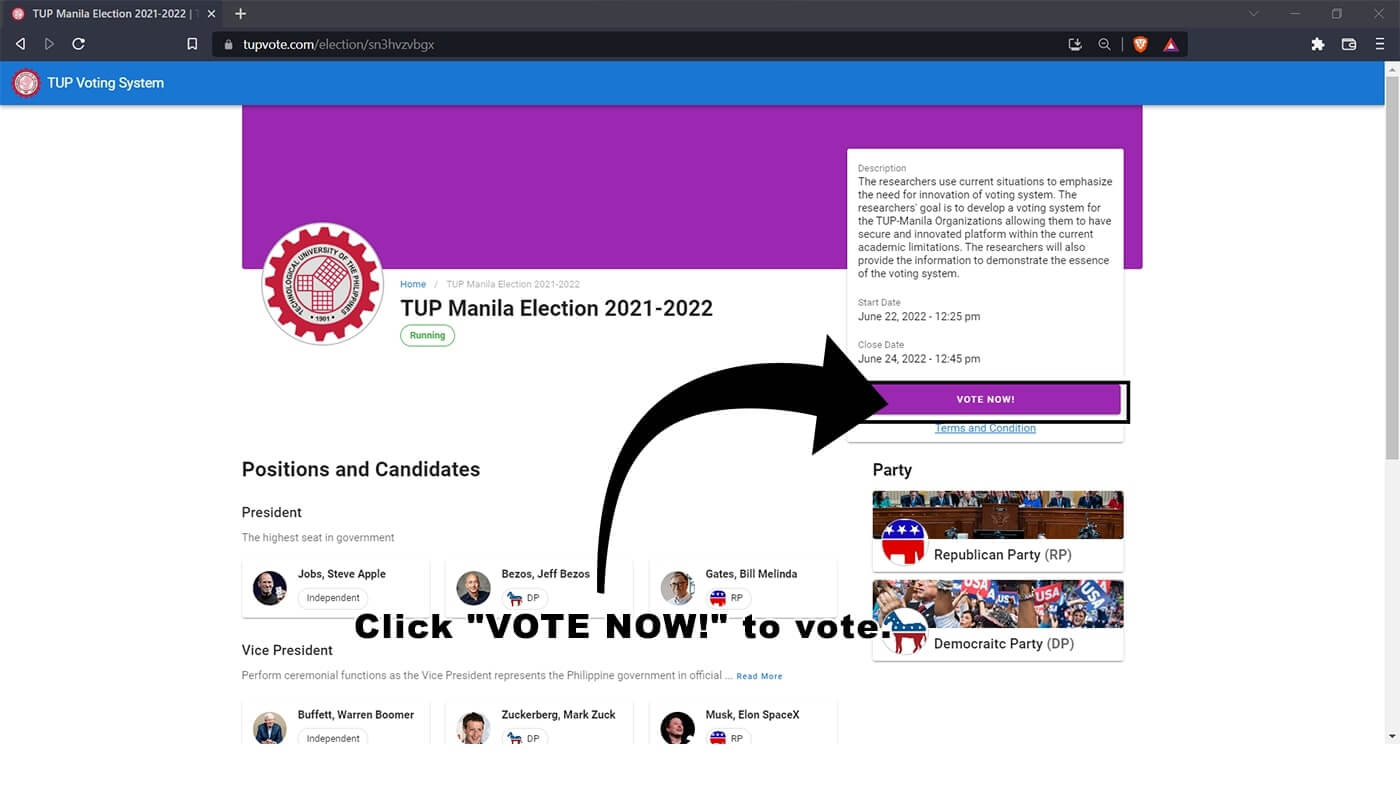 TUP Manila Election 2021-2022 | T
tupvote.com/election/sn3hvzvbgx
TUP Voting System
Description
The researchers use current situations to emphasize
the need for innovation of voting system. The
researchers' goal is to develop a voting system for
the TUP-Manila Organizations allowing them to have
secure and innovated platform within the current
academic limitations. The researchers will also
provide the information to demonstrate the essence
of the voting system.
Start Date
June 22, 2022 - 12:25 pm
Close Date
June 24, 2022 - 12:45 pm
VOTE NOW!
Terms and Condition
TECHNOLOGICAL UNIVERSITY OF THE PHILIPPINES
• 1901 •
Home / TUP Manila Election 2021-2022
TUP Manila Election 2021-2022
Running
Positions and Candidates
President
The highest seat in government
Jobs, Steve Apple
Independent
Bezos, Jeff Bezos
DP
Gates, Bill Melinda
RP
Click "VOTE NOW!" to vote.
Vice President
Perform ceremonial functions as the Vice President represents the Philippine government in official ... Read More
Buffett, Warren Boomer
Independent
Zuckerberg, Mark Zuck
DP
Musk, Elon SpaceX
RP
Party
Republican Party (RP)
USA
USA
USA
Democraitc Party (DP)